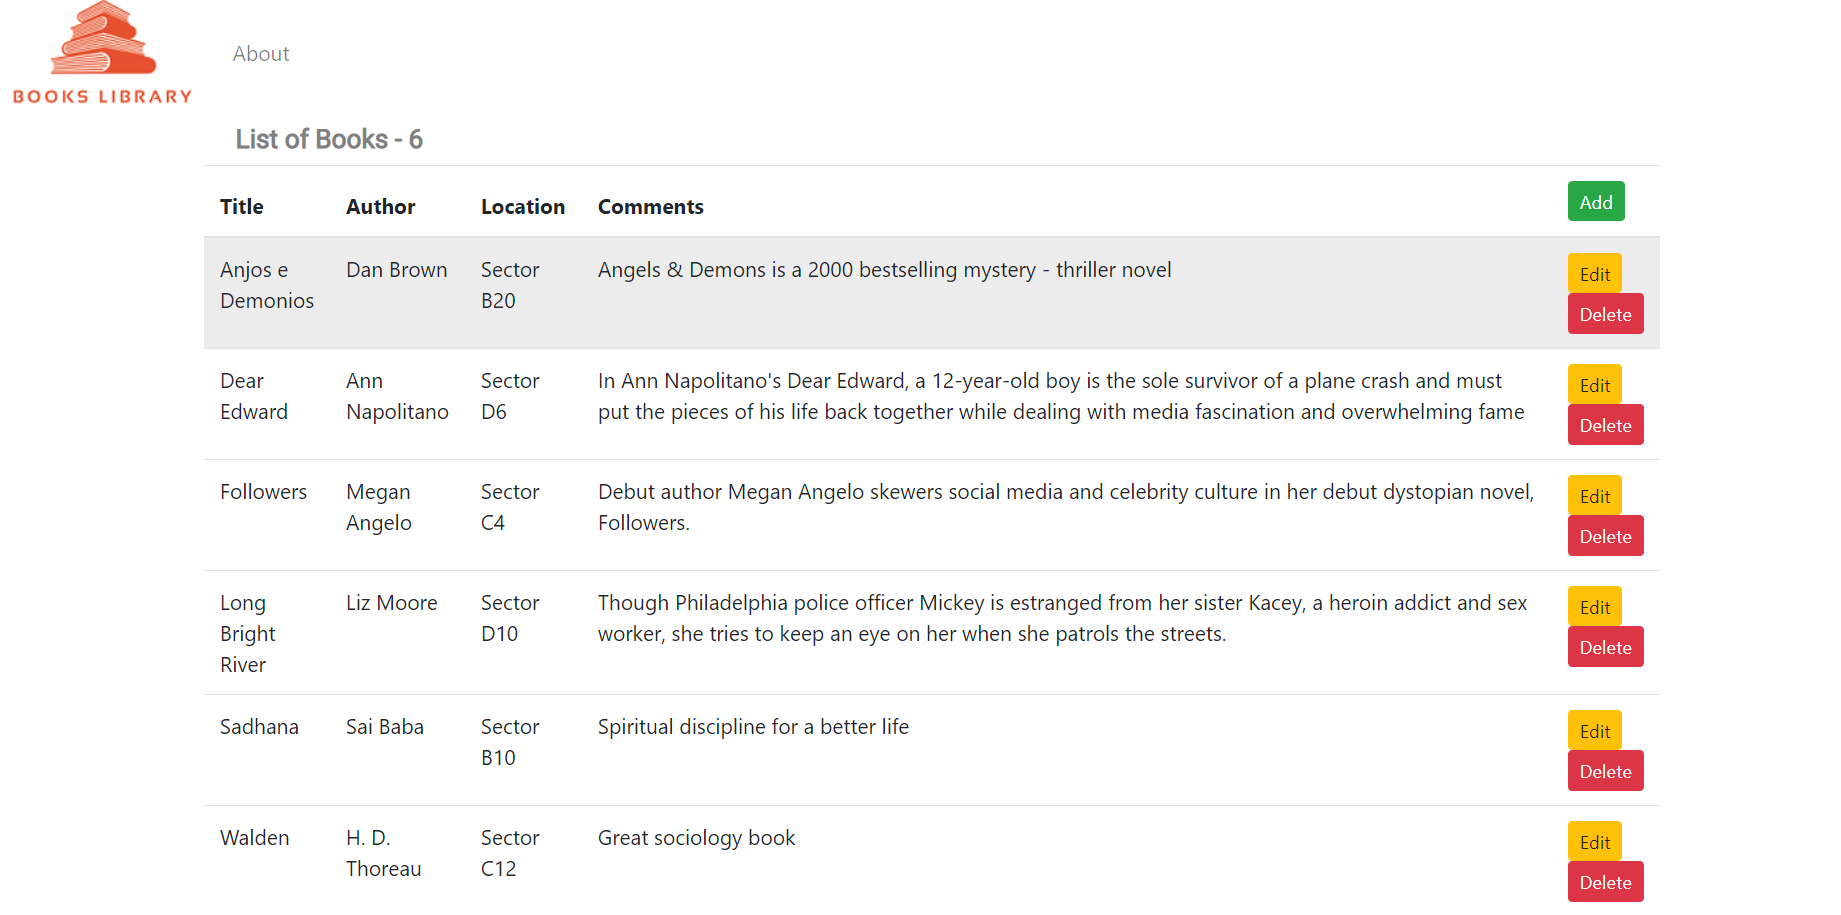 BOOKS LIBRARY
About
List of Books - 6
Title Author Location Comments Add
Anjos e Dan Brown Sector Angels & Demons is a 2000 bestselling mystery - thriller novel Edit
Demonios B20 Delete
Dear Ann Sector In Ann Napolitano's Dear Edward, a 12-year-old boy is the sole survivor of a plane crash and must Edit
Edward Napolitano D6 put the pieces of his life back together while dealing with media fascination and overwhelming fame Delete
Followers Megan Sector Debut author Megan Angelo skewers social media and celebrity culture in her debut dystopian novel, Edit
Angelo C4 Followers. Delete
Long Liz Moore Sector Though Philadelphia police officer Mickey is estranged from her sister Kacey, a heroin addict and sex Edit
Bright D10 worker, she tries to keep an eye on her when she patrols the streets. Delete
River
Sadhana Sai Baba Sector Spiritual discipline for a better life Edit
B10 Delete
Walden H. D. Sector Great sociology book Edit
Thoreau C12 Delete